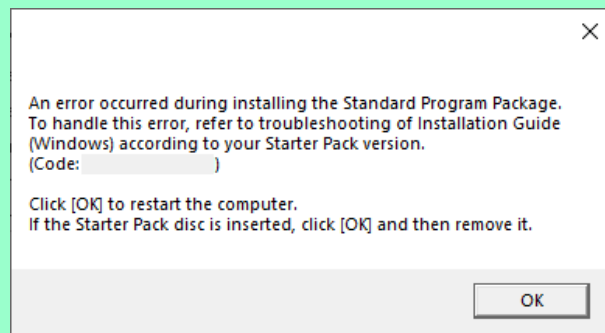 An error occurred during installing the Standard Program Package.
To handle this error, refer to troubleshooting of Installation Guide
(Windows) according to your Starter Pack version.
(Code: )
Click [OK] to restart the computer.
If the Starter Pack disc is inserted, click [OK] and then remove it.
OK